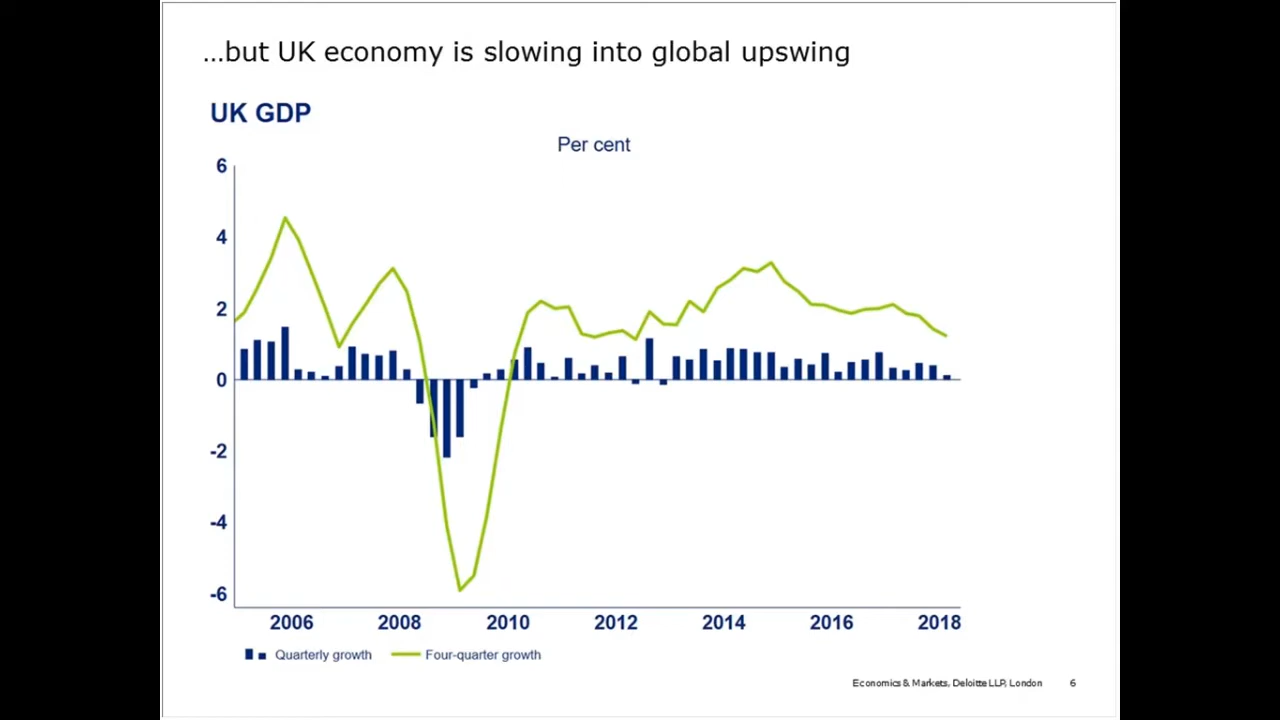 …but UK economy is slowing into global upswing
UK GDP
Per cent
6
4
2
0
-2
-4
-6
2006 2008 2010 2012 2014 2016 2018
Quarterly growth Four-quarter growth
Economics & Markets, Deloitte LLP, London 6